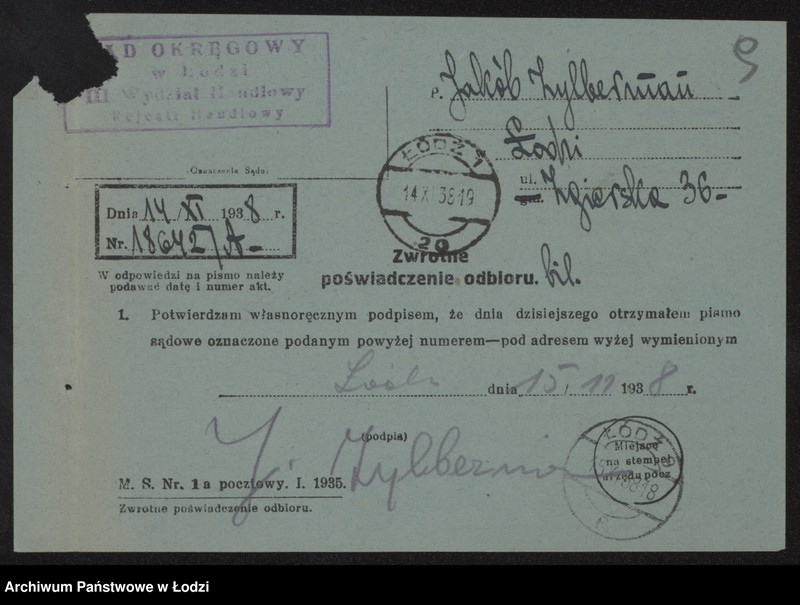 9
SĄD OKRĘGOWY
w Łodzi
III Wydział Handlowy
Rejestr Handlowy
Oznaczenie Sądu
P. Jakób Zylberman
Łodzi
ul. Zgierska 36-
ŁÓDŹ 1
14 XI 38 19
Dnia 14/XI 1938 r.
Nr. 18642/A-
W odpowiedzi na pismo należy
podawać datę i numer akt.
Zwrotne
poświadczenie odbioru. bil.
1. Potwierdzam własnoręcznym podpisem, że dnia dzisiejszego otrzymałem pismo
sądowe oznaczone podanym powyżej numerem—pod adresem wyżej wymienionym
Łódź dnia 15/11 1938 r.
(podpis)
J. Zylberman
ŁÓDŹ
Miejsce
na stempel
urzędu pocz
M. S. Nr. 1 a pocztowy. I. 1935.
Zwrotne poświadczenie odbioru.
Archiwum Państwowe w Łodzi